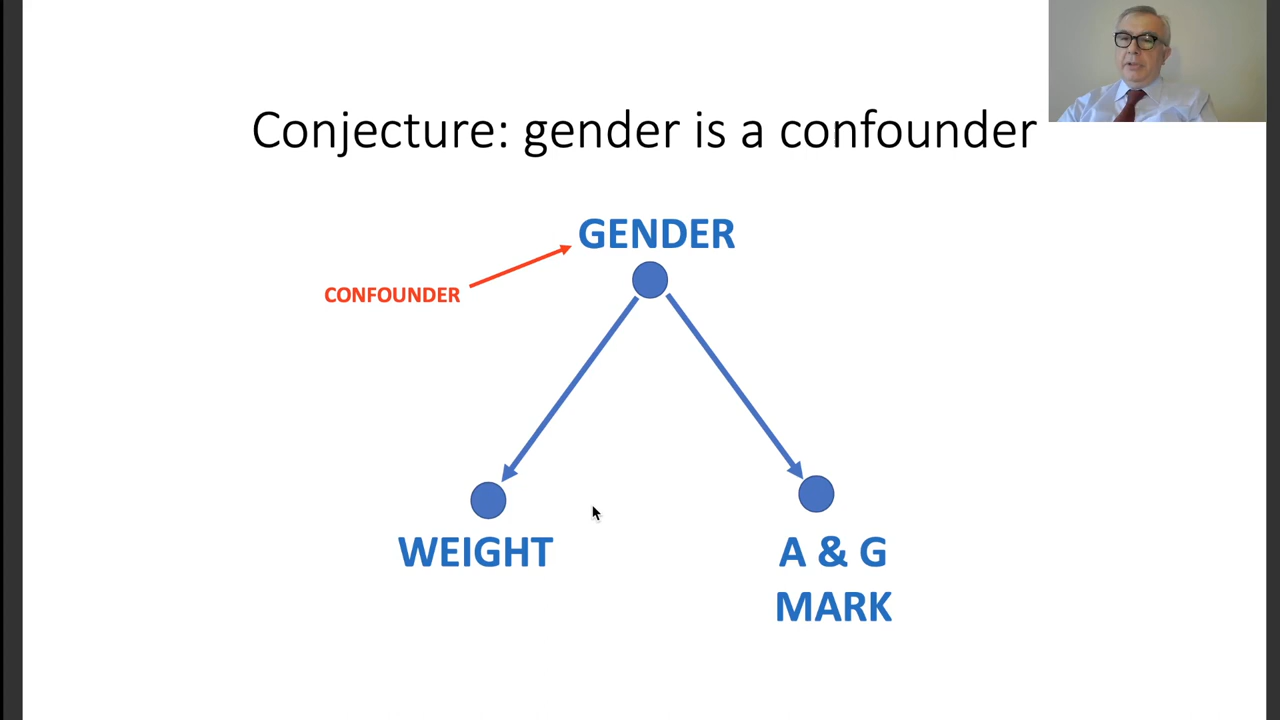 Conjecture: gender is a confounder
GENDER
CONFOUNDER
WEIGHT
A & G
MARK